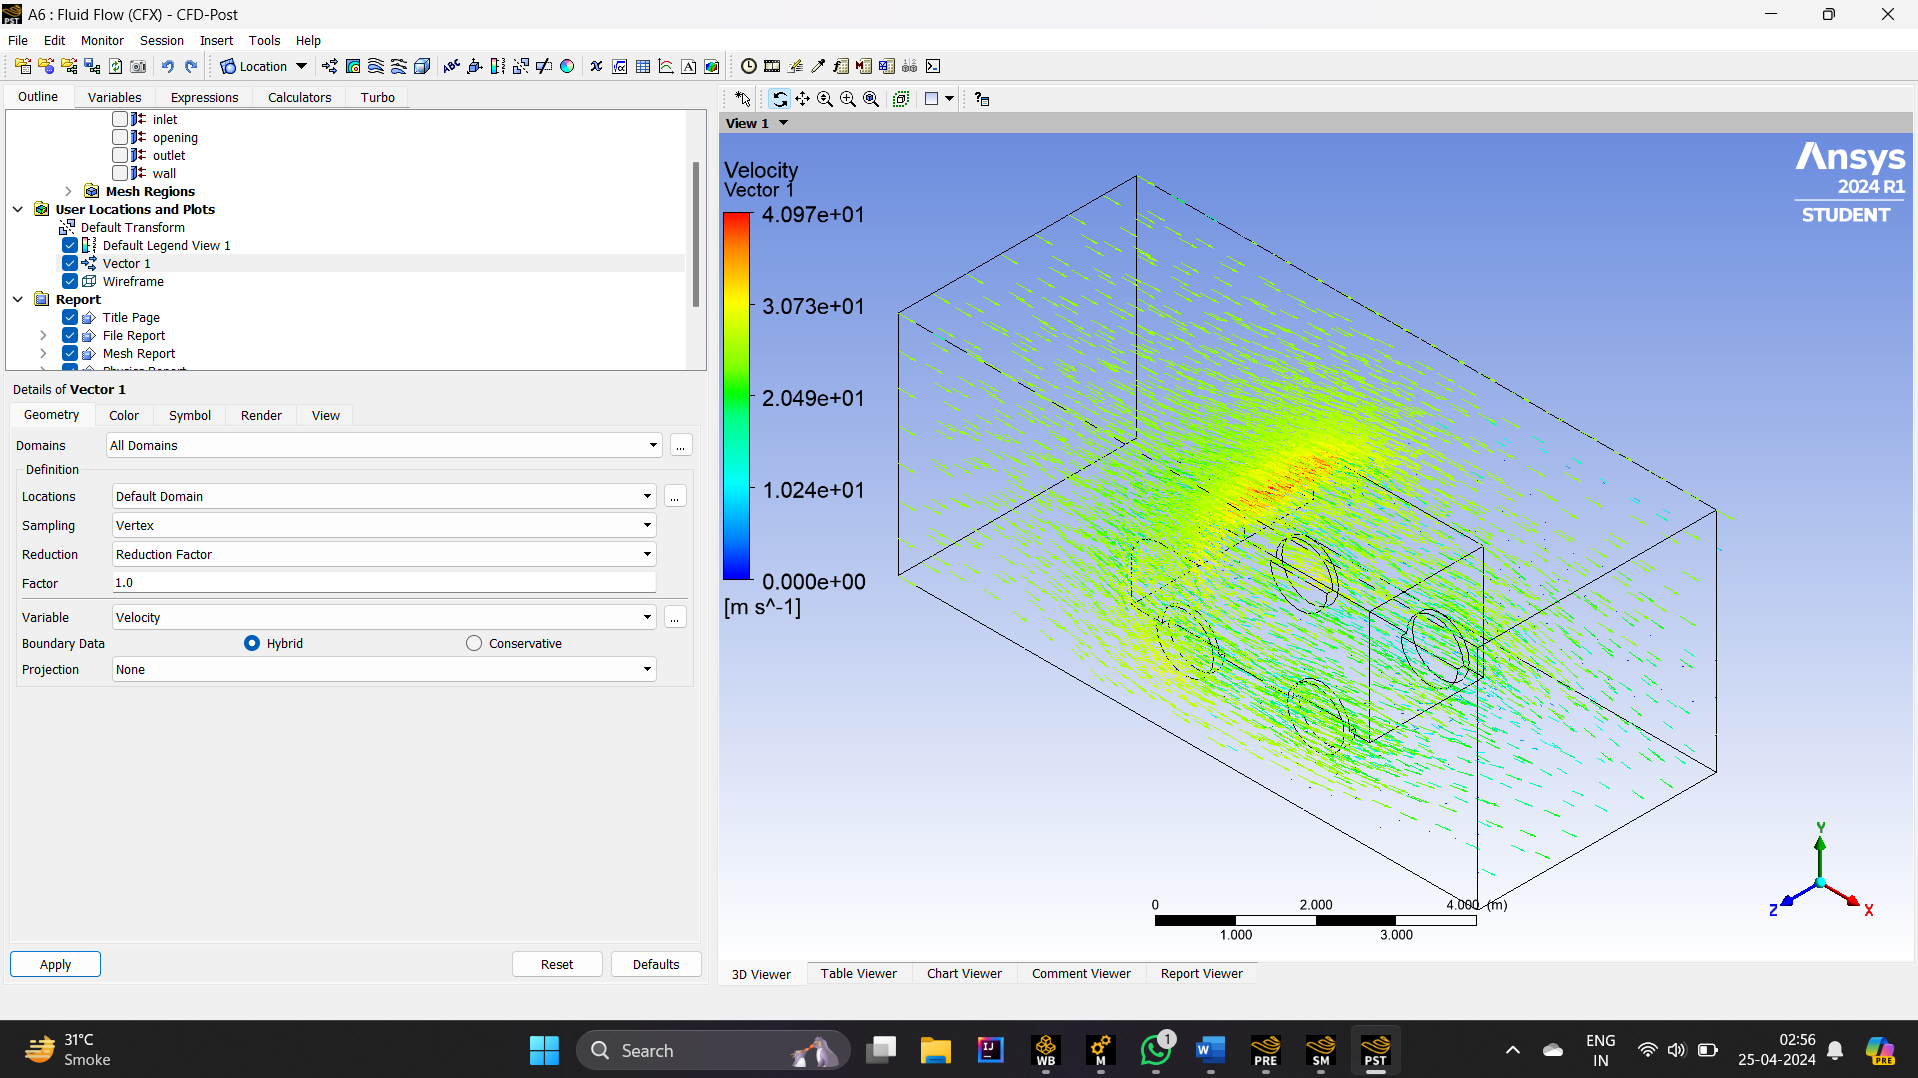 A6 : Fluid Flow (CFX) - CFD-Post
File Edit Monitor Session Insert Tools Help
Location
Outline Variables Expressions Calculators Turbo
inlet
opening
outlet
wall
Mesh Regions
User Locations and Plots
Default Transform
Default Legend View 1
Vector 1
Wireframe
Report
Title Page
File Report
Mesh Report
Physics Report
Details of Vector 1
Geometry Color Symbol Render View
Domains All Domains ...
Definition
Locations Default Domain ...
Sampling Vertex
Reduction Reduction Factor
Factor 1.0
Variable Velocity ...
Boundary Data Hybrid Conservative
Projection None
Apply Reset Defaults
View 1
Velocity
Vector 1
4.097e+01
3.073e+01
2.049e+01
1.024e+01
0.000e+00
[m s^-1]
Ansys
2024 R1
STUDENT
0 2.000 4.000 (m)
1.000 3.000
Y
Z X
3D Viewer Table Viewer Chart Viewer Comment Viewer Report Viewer
31°C
Smoke
Search
IJ
WB
M
1
W
PRE
SM
PST
ENG
IN
02:56
25-04-2024
PRE